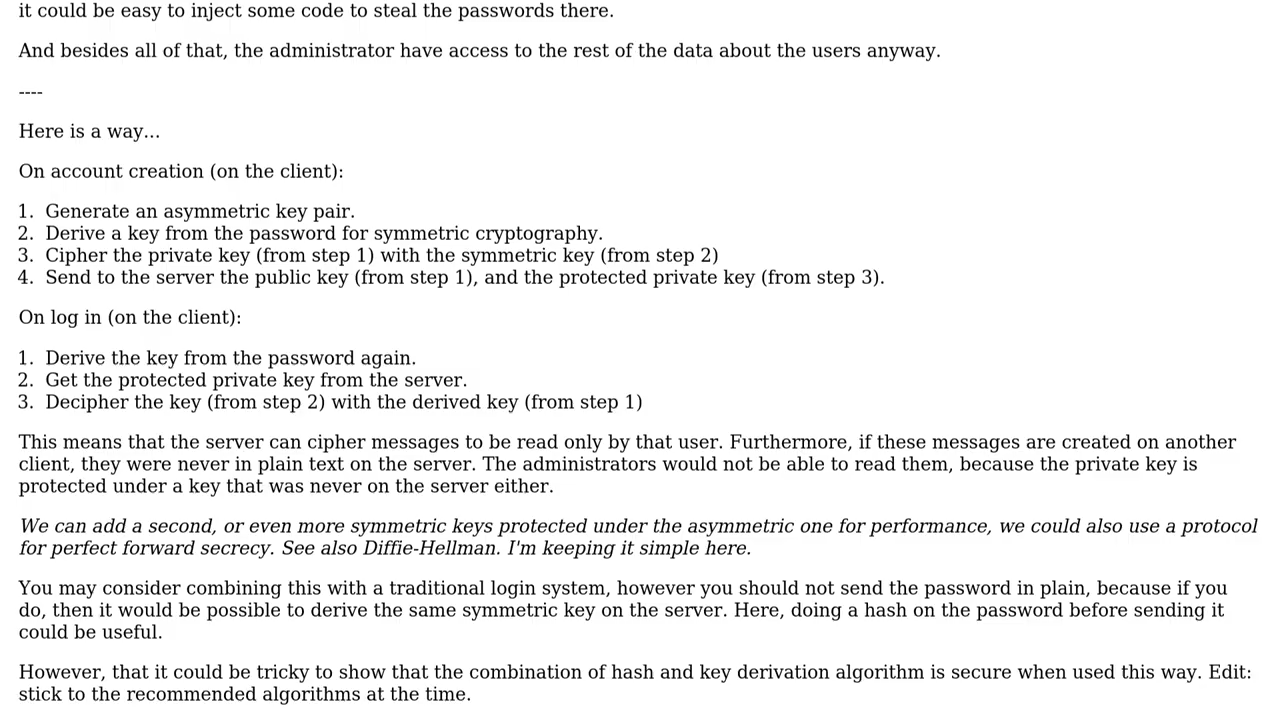 it could be easy to inject some code to steal the passwords there.
And besides all of that, the administrator have access to the rest of the data about the users anyway.
----
Here is a way...
On account creation (on the client):
1. Generate an asymmetric key pair.
2. Derive a key from the password for symmetric cryptography.
3. Cipher the private key (from step 1) with the symmetric key (from step 2)
4. Send to the server the public key (from step 1), and the protected private key (from step 3).
On log in (on the client):
1. Derive the key from the password again.
2. Get the protected private key from the server.
3. Decipher the key (from step 2) with the derived key (from step 1)
This means that the server can cipher messages to be read only by that user. Furthermore, if these messages are created on another
client, they were never in plain text on the server. The administrators would not be able to read them, because the private key is
protected under a key that was never on the server either.
We can add a second, or even more symmetric keys protected under the asymmetric one for performance, we could also use a protocol
for perfect forward secrecy. See also Diffie-Hellman. I'm keeping it simple here.
You may consider combining this with a traditional login system, however you should not send the password in plain, because if you
do, then it would be possible to derive the same symmetric key on the server. Here, doing a hash on the password before sending it
could be useful.
However, that it could be tricky to show that the combination of hash and key derivation algorithm is secure when used this way. Edit:
stick to the recommended algorithms at the time.